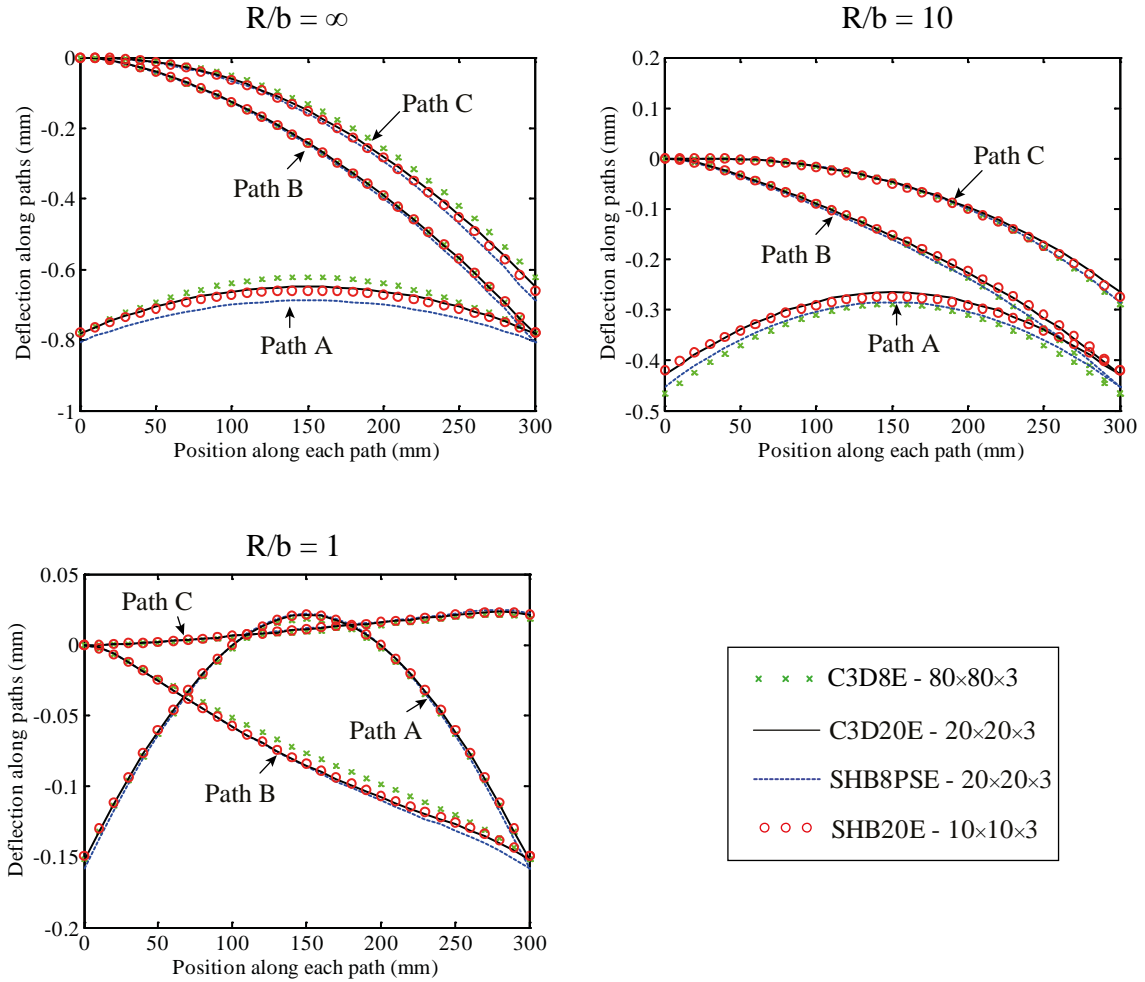 R/b = ∞
0
-0.2
-0.4
-0.6
-0.8
-1
Deflection along paths (mm)
Path C
Path B
Path A
0 50 100 150 200 250 300
Position along each path (mm)
R/b = 10
0.2
0.1
0
-0.1
-0.2
-0.3
-0.4
-0.5
Deflection along paths (mm)
Path C
Path B
Path A
0 50 100 150 200 250 300
Position along each path (mm)
R/b = 1
0.05
0
-0.05
-0.1
-0.15
-0.2
Deflection along paths (mm)
Path C
Path A
Path B
0 50 100 150 200 250 300
Position along each path (mm)
C3D8E - 80×80×3
C3D20E - 20×20×3
SHB8PSE - 20×20×3
SHB20E - 10×10×3